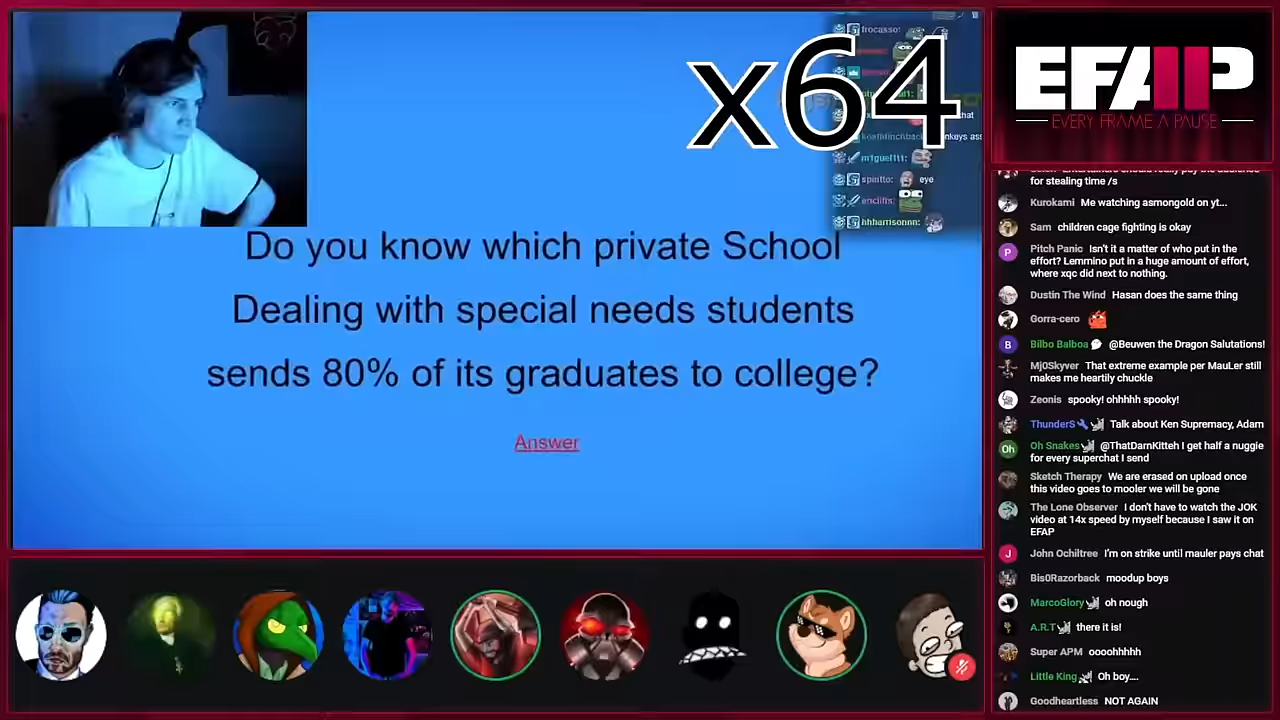 x64
frocasso:
that
keys ass
m1guel111:
spintto: eye
enclifs:
hhharrisonnn:
Do you know which private School
Dealing with special needs students
sends 80% of its graduates to college?
Answer
EFAP
EVERY FRAME A PAUSE
for stealing time /s
Kurokami Me watching asmongold on yt...
Sam children cage fighting is okay
P
Pitch Panic Isn't it a matter of who put in the
effort? Lemmino put in a huge amount of effort,
where xqc did next to nothing.
Dustin The Wind Hasan does the same thing
Gorra-cero
B
Bilbo Balboa @Beuwen the Dragon Salutations!
Mj0Skyver That extreme example per MauLer still
makes me heartily chuckle
Zeonis spooky! ohhhhh spooky!
ThunderS Talk about Ken Supremacy, Adam
Oh
Oh Snakes @ThatDarnKitteh I get half a nuggie
for every superchat I send
Sketch Therapy We are erased on upload once
this video goes to mooler we will be gone
The Lone Observer I don't have to watch the JOK
video at 14x speed by myself because I saw it on
EFAP
J
John Ochiltree I'm on strike until mauler pays chat
Bis0Razorback moodup boys
MarcoGlory oh nough
A.R.T there it is!
Super APM oooohhhhh
Little King Oh boy....
Goodheartless NOT AGAIN